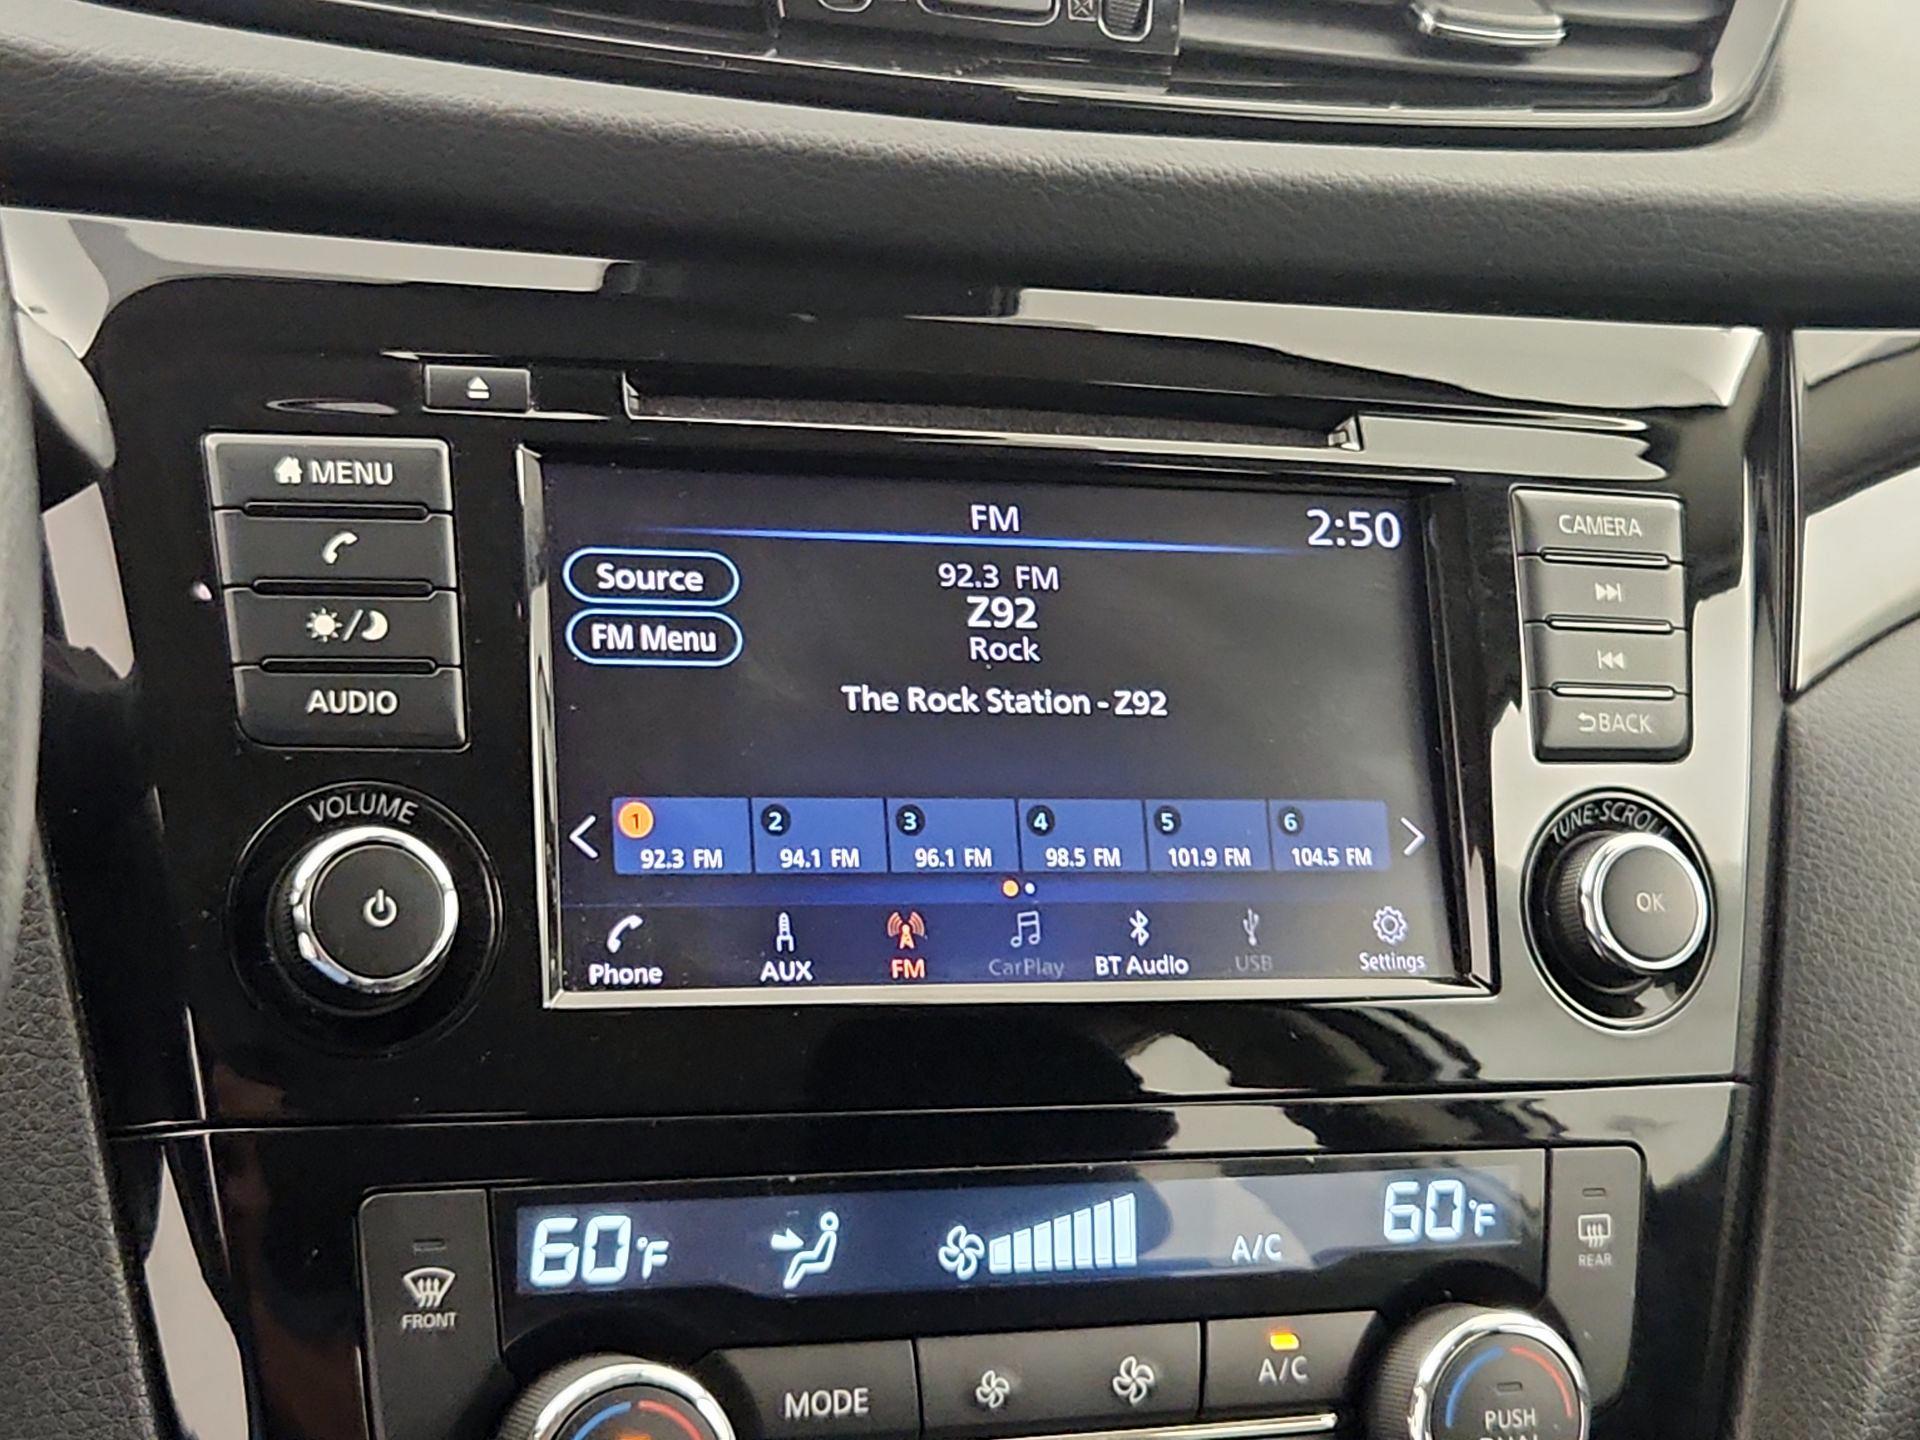 MENU
AUDIO
VOLUME
FM
2:50
Source
FM Menu
92.3 FM
Z92
Rock
The Rock Station - Z92
1
2
3
4
5
6
92.3 FM
94.1 FM
96.1 FM
98.5 FM
101.9 FM
104.5 FM
Phone
AUX
FM
CarPlay
BT Audio
USB
Settings
CAMERA
BACK
TUNE·SCROLL
OK
FRONT
60°F
A/C
60°F
REAR
MODE
A/C
PUSH